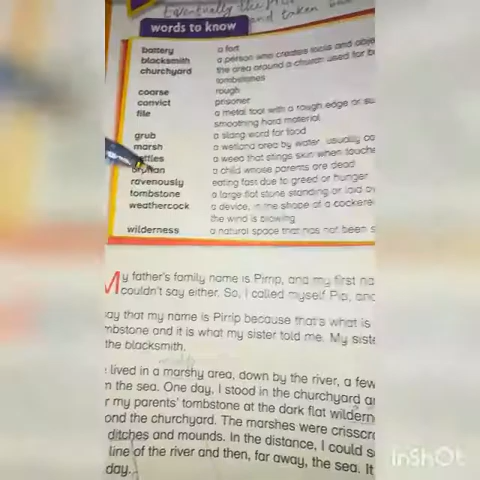 Eventually the
and taken
words to know
battery a fort
blacksmith a person who creates tools and obje
churchyard the area around a church used for b
tombstones
coarse rough
convict prisoner
file a metal tool with a rough edge or su
smoothing hard material
grub a slang word for food
marsh a wetland area by water usually co
ettles a weed that stings skin when touche
orphan a child whose parents are dead
ravenously eating fast due to greed or hunger
tombstone a large flat stone standing or laid ov
weathercock a device, in the shape of a cockere
the wind is blowing
wilderness a natural space that has not been s
My father's family name is Pirrip, and my first na
couldn't say either. So, I called myself Pip, and
ay that my name is Pirrip because that's what is
mbstone and it is what my sister told me. My siste
the blacksmith.
lived in a marshy area, down by the river, a few
n the sea. One day, I stood in the churchyard ar
r my parents' tombstone at the dark flat wildern
ond the churchyard. The marshes were crisscro
ditches and mounds. In the distance, I could s
line of the river and then, far away, the sea. It
day.
InShOt